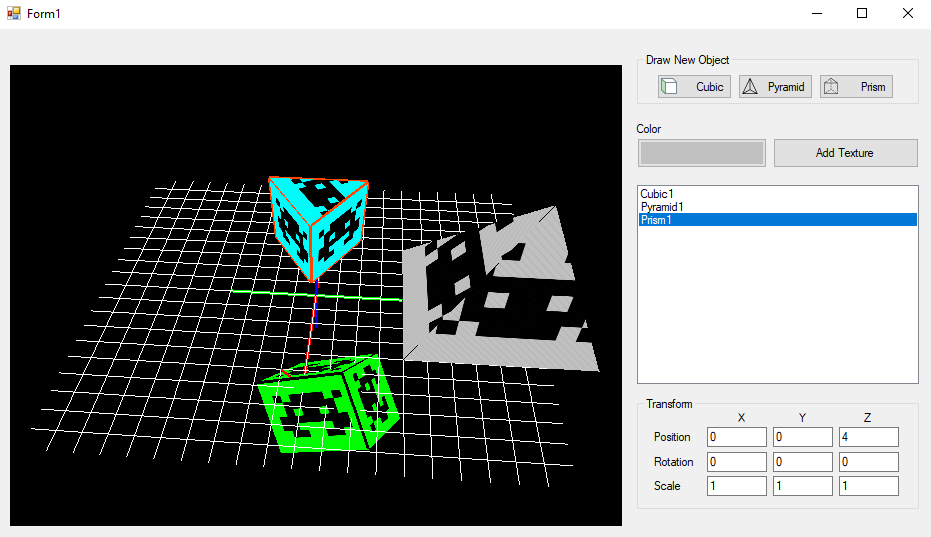 Form1
Draw New Object
Cubic Pyramid Prism
Color
Add Texture
Cubic1
Pyramid1
Prism1
Transform
X Y Z
Position 0 0 4
Rotation 0 0 0
Scale 1 1 1